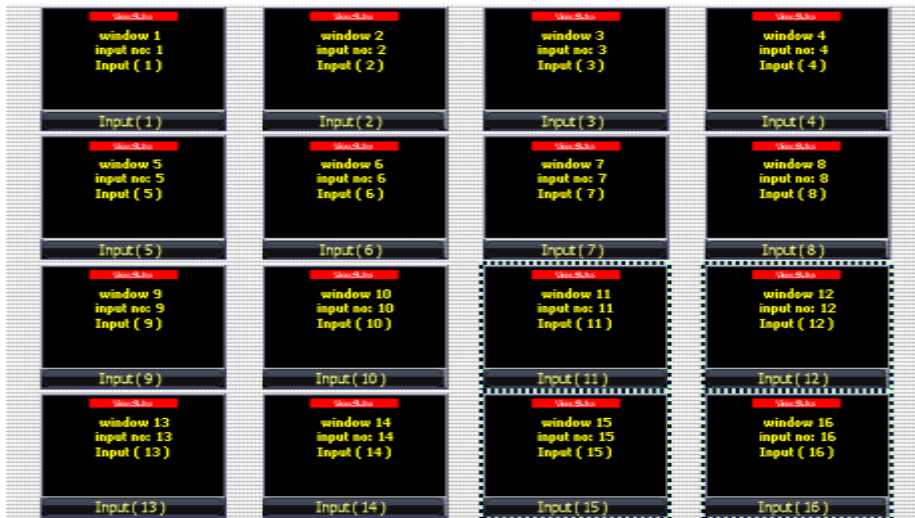 window 1
input no: 1
Input ( 1 )
Input ( 1 )
window 2
input no: 2
Input ( 2 )
Input ( 2 )
window 3
input no: 3
Input ( 3 )
Input ( 3 )
window 4
input no: 4
Input ( 4 )
Input ( 4 )
window 5
input no: 5
Input ( 5 )
Input ( 5 )
window 6
input no: 6
Input ( 6 )
Input ( 6 )
window 7
input no: 7
Input ( 7 )
Input ( 7 )
window 8
input no: 8
Input ( 8 )
Input ( 8 )
window 9
input no: 9
Input ( 9 )
Input ( 9 )
window 10
input no: 10
Input ( 10 )
Input ( 10 )
window 11
input no: 11
Input ( 11 )
Input ( 11 )
window 12
input no: 12
Input ( 12 )
Input ( 12 )
window 13
input no: 13
Input ( 13 )
Input ( 13 )
window 14
input no: 14
Input ( 14 )
Input ( 14 )
window 15
input no: 15
Input ( 15 )
Input ( 15 )
window 16
input no: 16
Input ( 16 )
Input ( 16 )